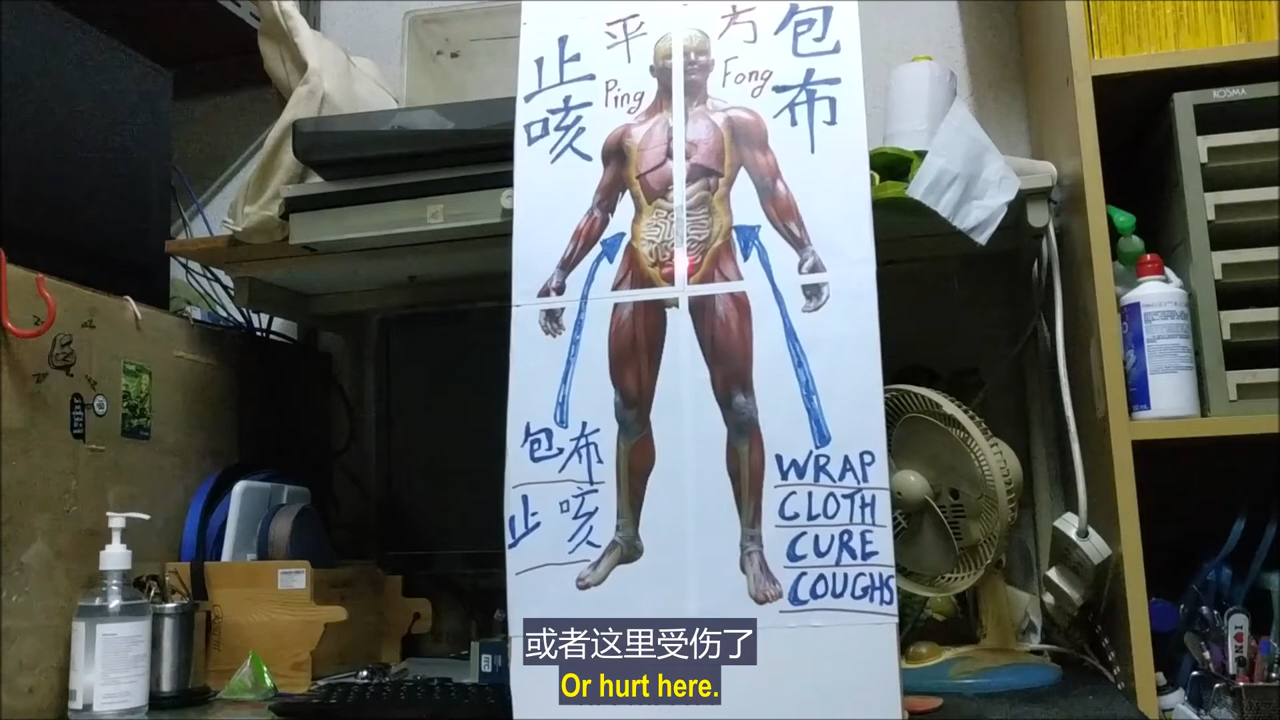 止咳
平 方
Ping Fong
包布
包布
止咳
WRAP
CLOTH
CURE
COUGHS
BOSMA
或者这里受伤了
Or hurt here.